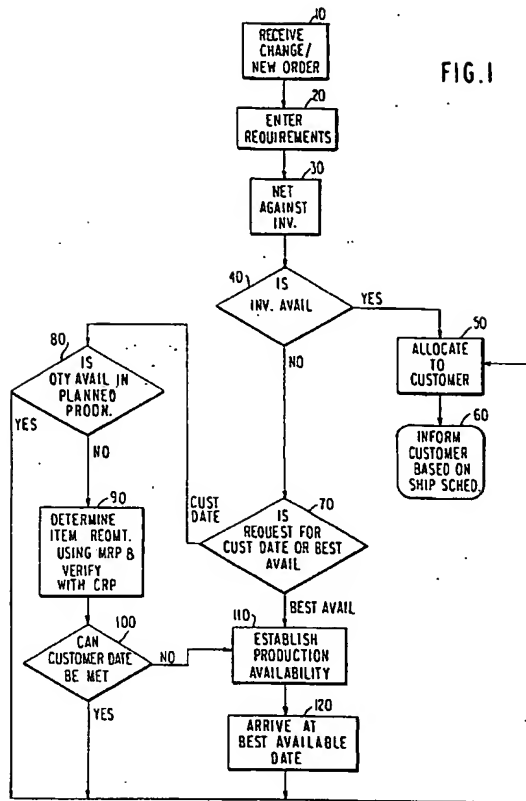 10
RECEIVE
CHANGE/
NEW ORDER
FIG.1
20
ENTER
REQUIREMENTS
30
NET
AGAINST
INV.
40
IS
INV. AVAIL
YES
NO
50
ALLOCATE
TO
CUSTOMER
60
INFORM
CUSTOMER
BASED ON
SHIP SCHED.
80
IS
QTY AVAIL IN
PLANNED
PRODN.
YES
NO
90
DETERMINE
ITEM REQMT.
USING MRP &
VERIFY
WITH CRP
CUST
DATE
70
IS
REQUEST FOR
CUST DATE OR BEST
AVAIL
BEST AVAIL
100
CAN
CUSTOMER DATE
BE MET
NO
YES
110
ESTABLISH
PRODUCTION
AVAILABILITY
120
ARRIVE AT
BEST AVAILABLE
DATE